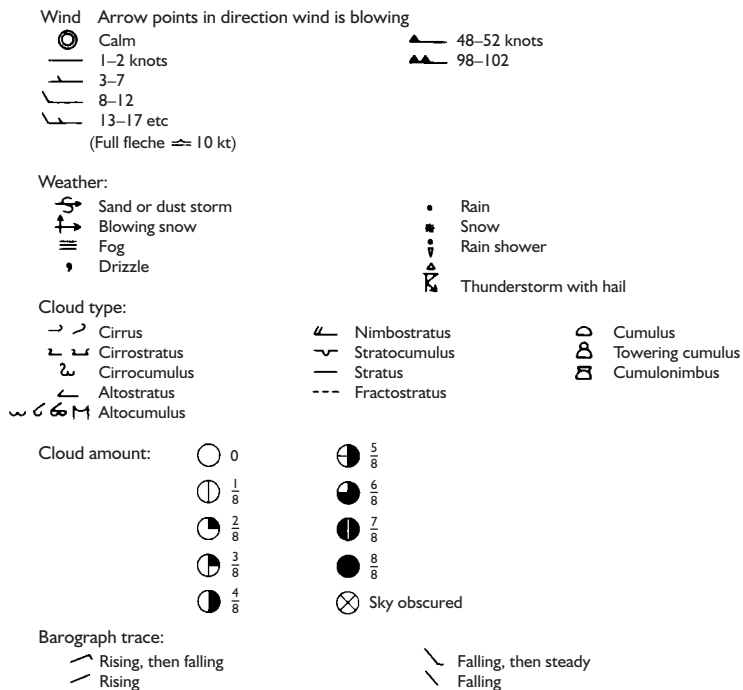 Wind Arrow points in direction wind is blowing
Calm
1–2 knots
3–7
8–12
13–17 etc
(Full fleche ≏ 10 kt)
48–52 knots
98–102
Weather:
Sand or dust storm
Blowing snow
Fog
Drizzle
Rain
Snow
Rain shower
Thunderstorm with hail
Cloud type:
Cirrus
Cirrostratus
Cirrocumulus
Altostratus
Altocumulus
Nimbostratus
Stratocumulus
Stratus
Fractostratus
Cumulus
Towering cumulus
Cumulonimbus
Cloud amount:
0
1/8
2/8
3/8
4/8
5/8
6/8
7/8
8/8
Sky obscured
Barograph trace:
Rising, then falling
Rising
Falling, then steady
Falling